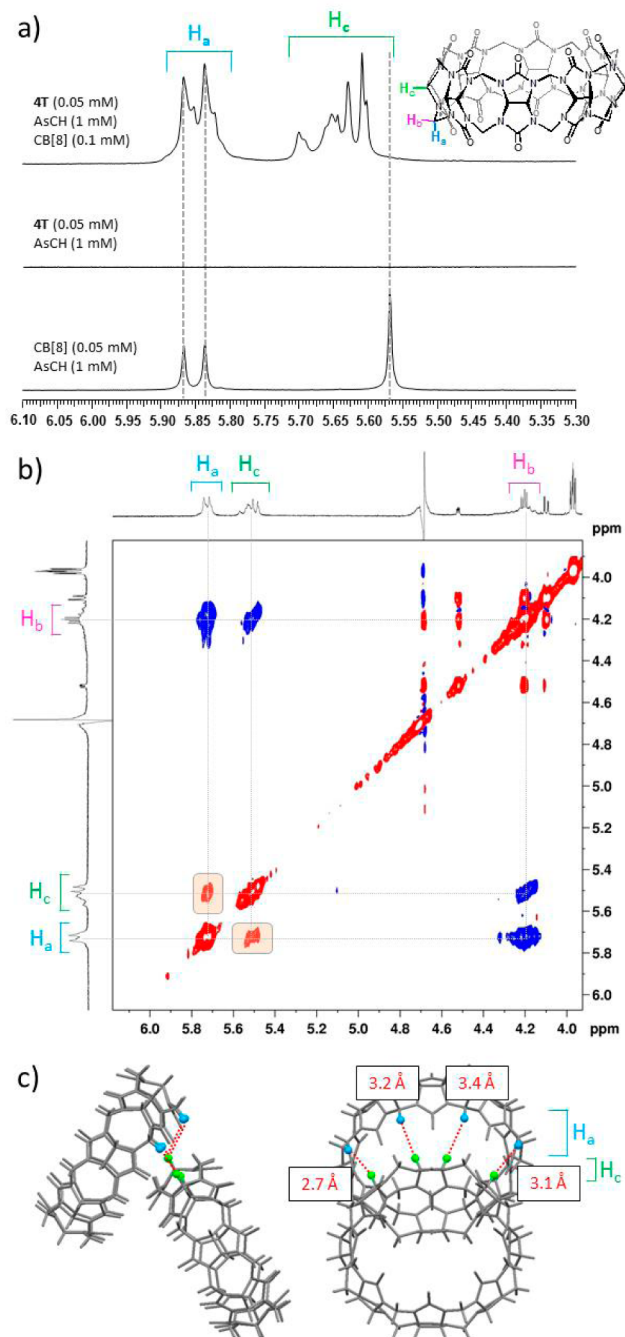 a)
Ha
Hc
4T (0.05 mM)
AsCH (1 mM)
CB[8] (0.1 mM)
Hc
Hb
Ha
O O O O O O O O O O
N N N N N N N N N N
4T (0.05 mM)
AsCH (1 mM)
CB[8] (0.05 mM)
AsCH (1 mM)
6.10 6.05 6.00 5.95 5.90 5.85 5.80 5.75 5.70 5.65 5.60 5.55 5.50 5.45 5.40 5.35 5.30
b)
Ha
Hc
Hb
ppm
Hb
4.0
4.2
4.4
4.6
4.8
5.0
5.2
5.4
Hc
5.6
Ha
5.8
6.0
6.0 5.8 5.6 5.4 5.2 5.0 4.8 4.6 4.4 4.2 4.0
ppm
c)
3.2 Å
3.4 Å
Ha
Hc
2.7 Å
3.1 Å